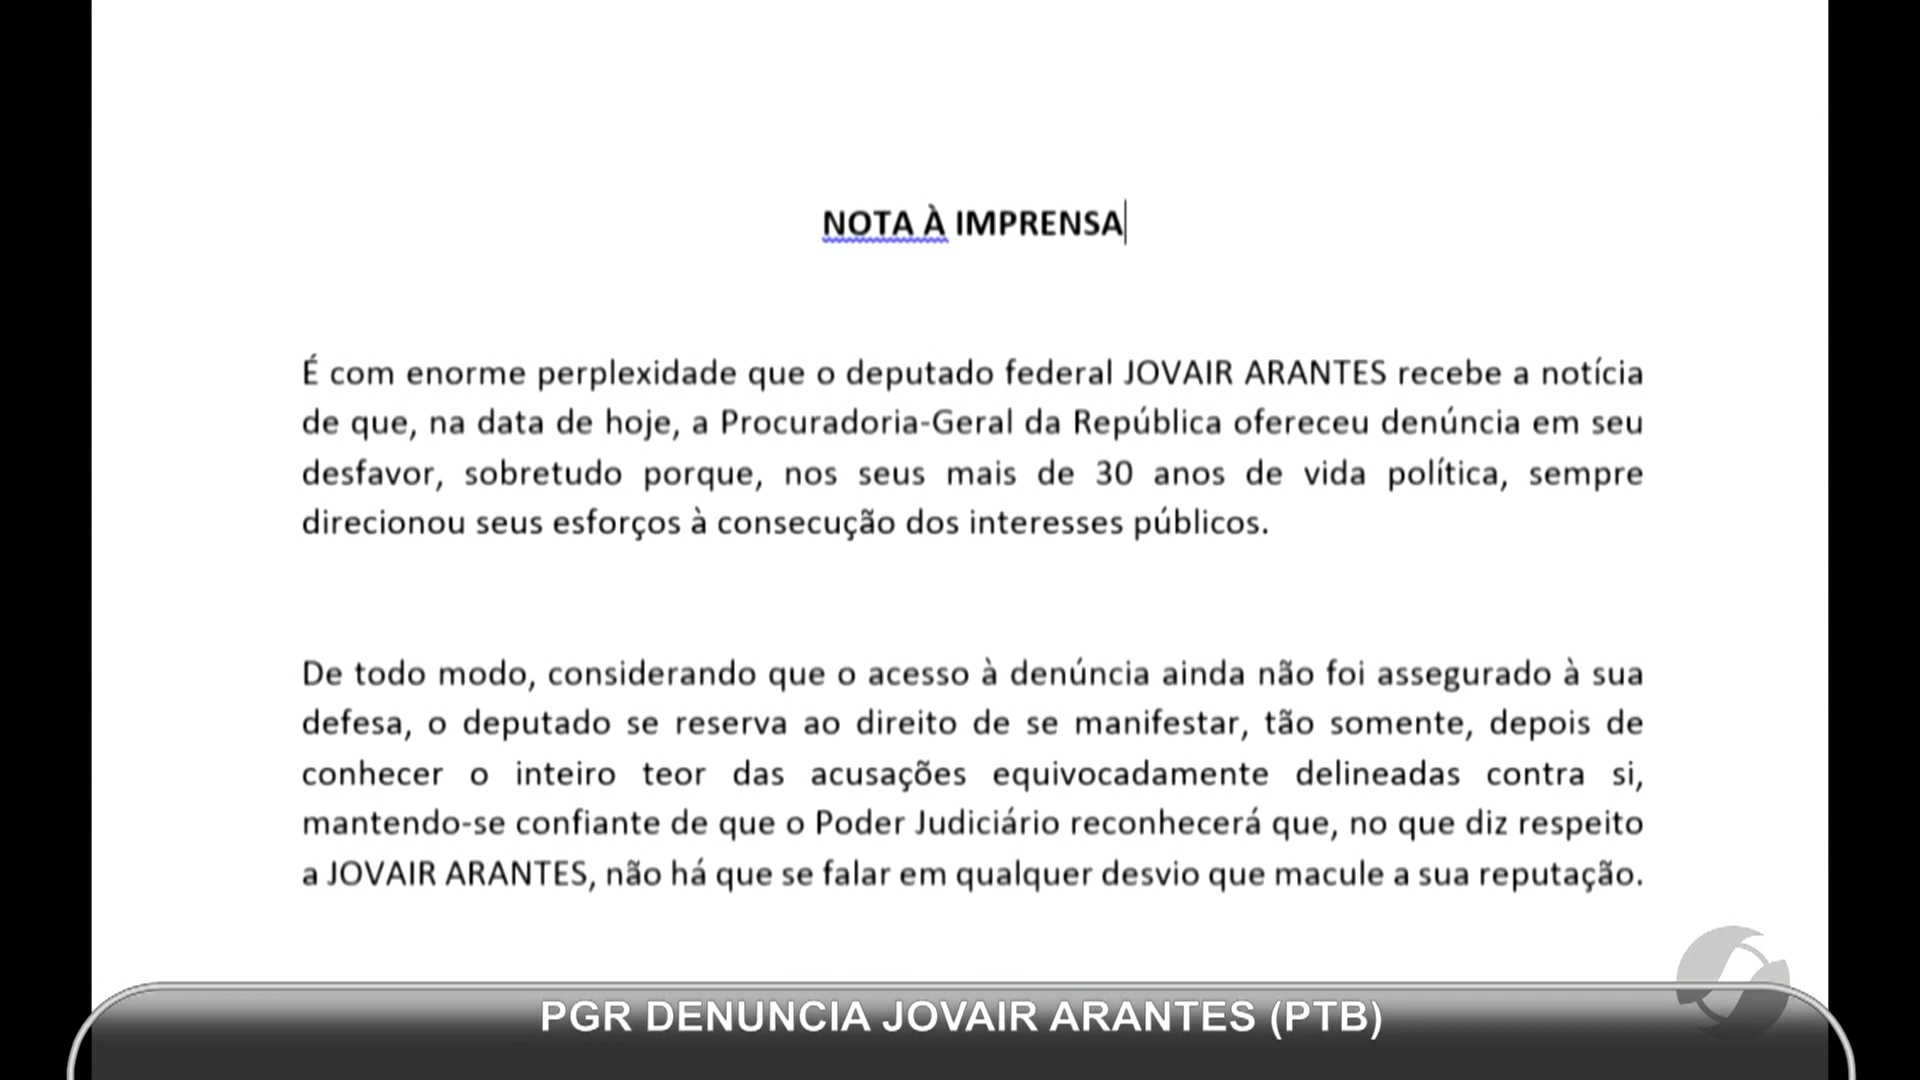 NOTA À IMPRENSA
É com enorme perplexidade que o deputado federal JOVAIR ARANTES recebe a notícia
de que, na data de hoje, a Procuradoria-Geral da República ofereceu denúncia em seu
desfavor, sobretudo porque, nos seus mais de 30 anos de vida política, sempre
direcionou seus esforços à consecução dos interesses públicos.
De todo modo, considerando que o acesso à denúncia ainda não foi assegurado à sua
defesa, o deputado se reserva ao direito de se manifestar, tão somente, depois de
conhecer o inteiro teor das acusações equivocadamente delineadas contra si,
mantendo-se confiante de que o Poder Judiciário reconhecerá que, no que diz respeito
a JOVAIR ARANTES, não há que se falar em qualquer desvio que macule a sua reputação.
PGR DENUNCIA JOVAIR ARANTES (PTB)